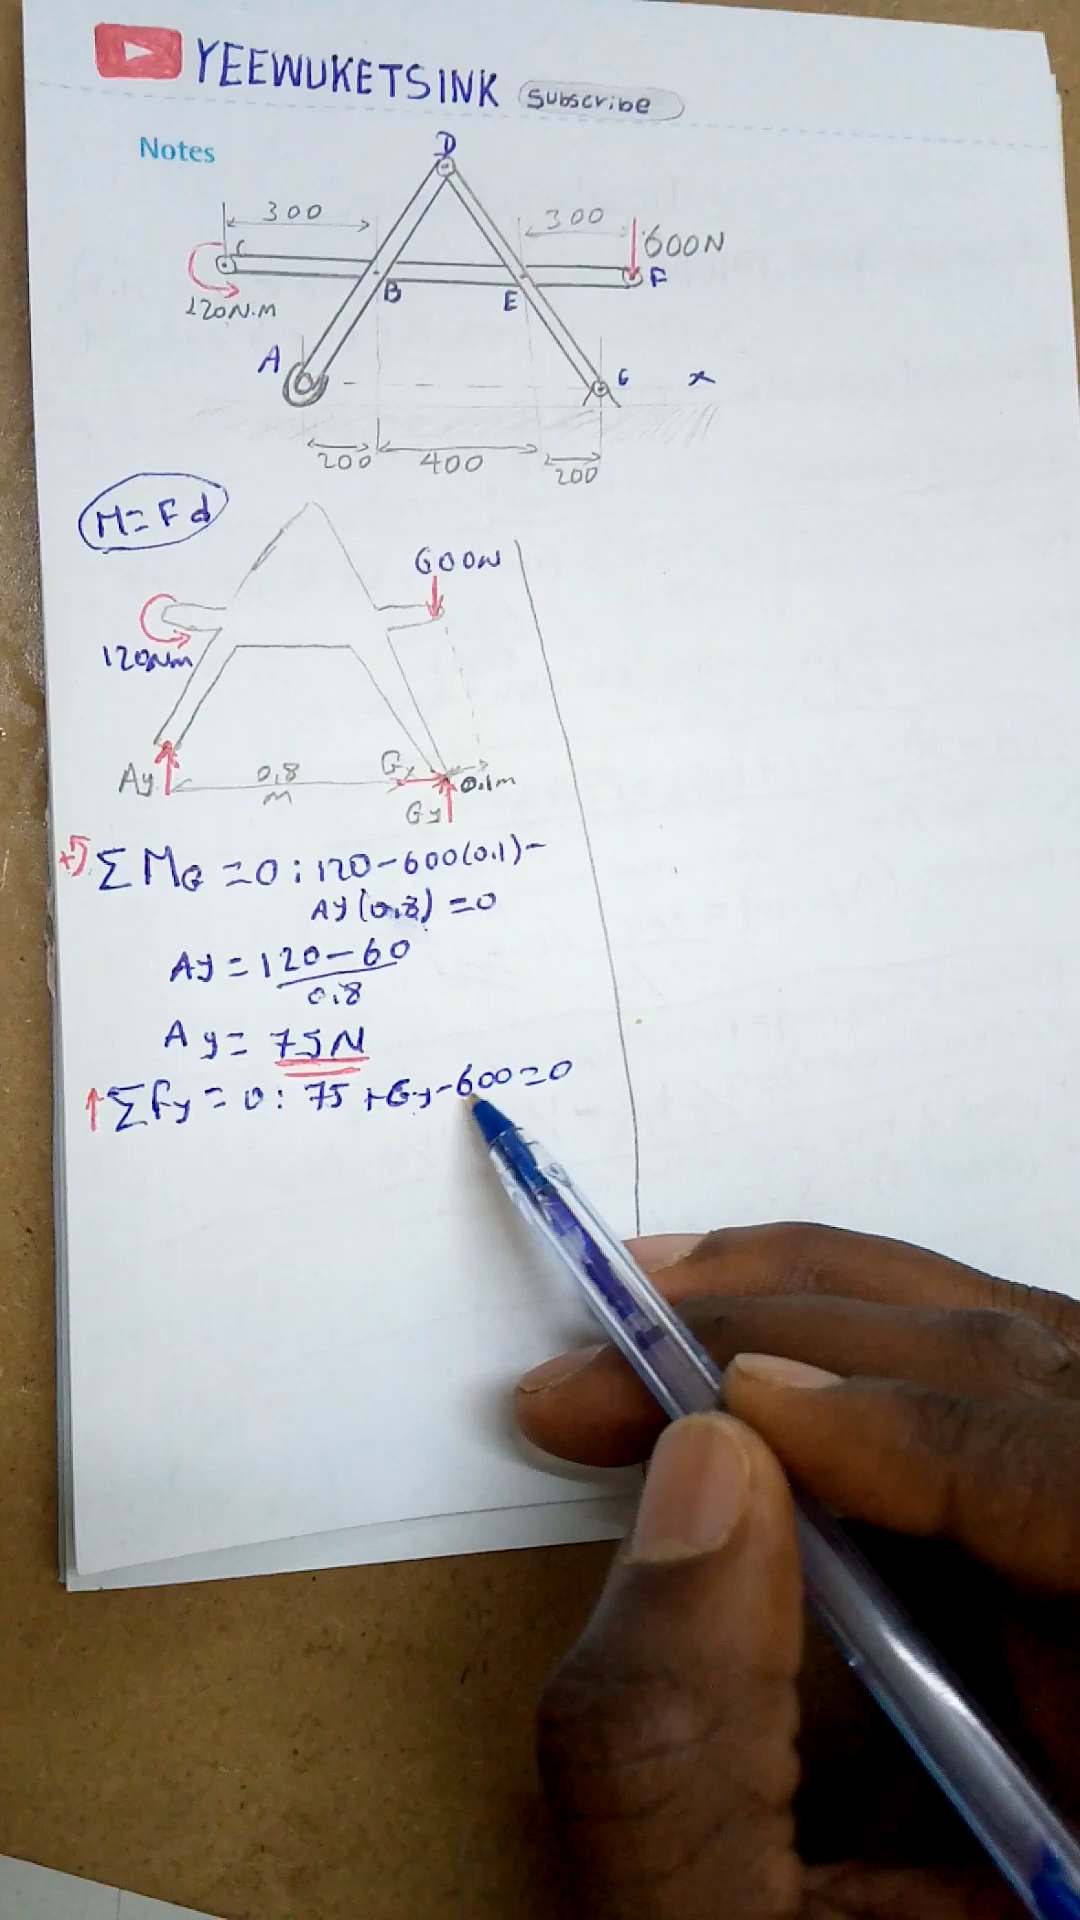 YEEWUKETSINK Subscribe
Notes
D
300
300
600N
C
F
B
E
120N.M
A
G
x
200
400
200
M=Fd
600N
120Nm
Ay
0,8
m
Gx
0.1m
Gy
+ ΣMG=0: 120-600(0.1)-
Ay(0,8)=0
Ay=120-60
0,8
Ay= 75N
↑ΣFy=0: 75+Gy-600=0